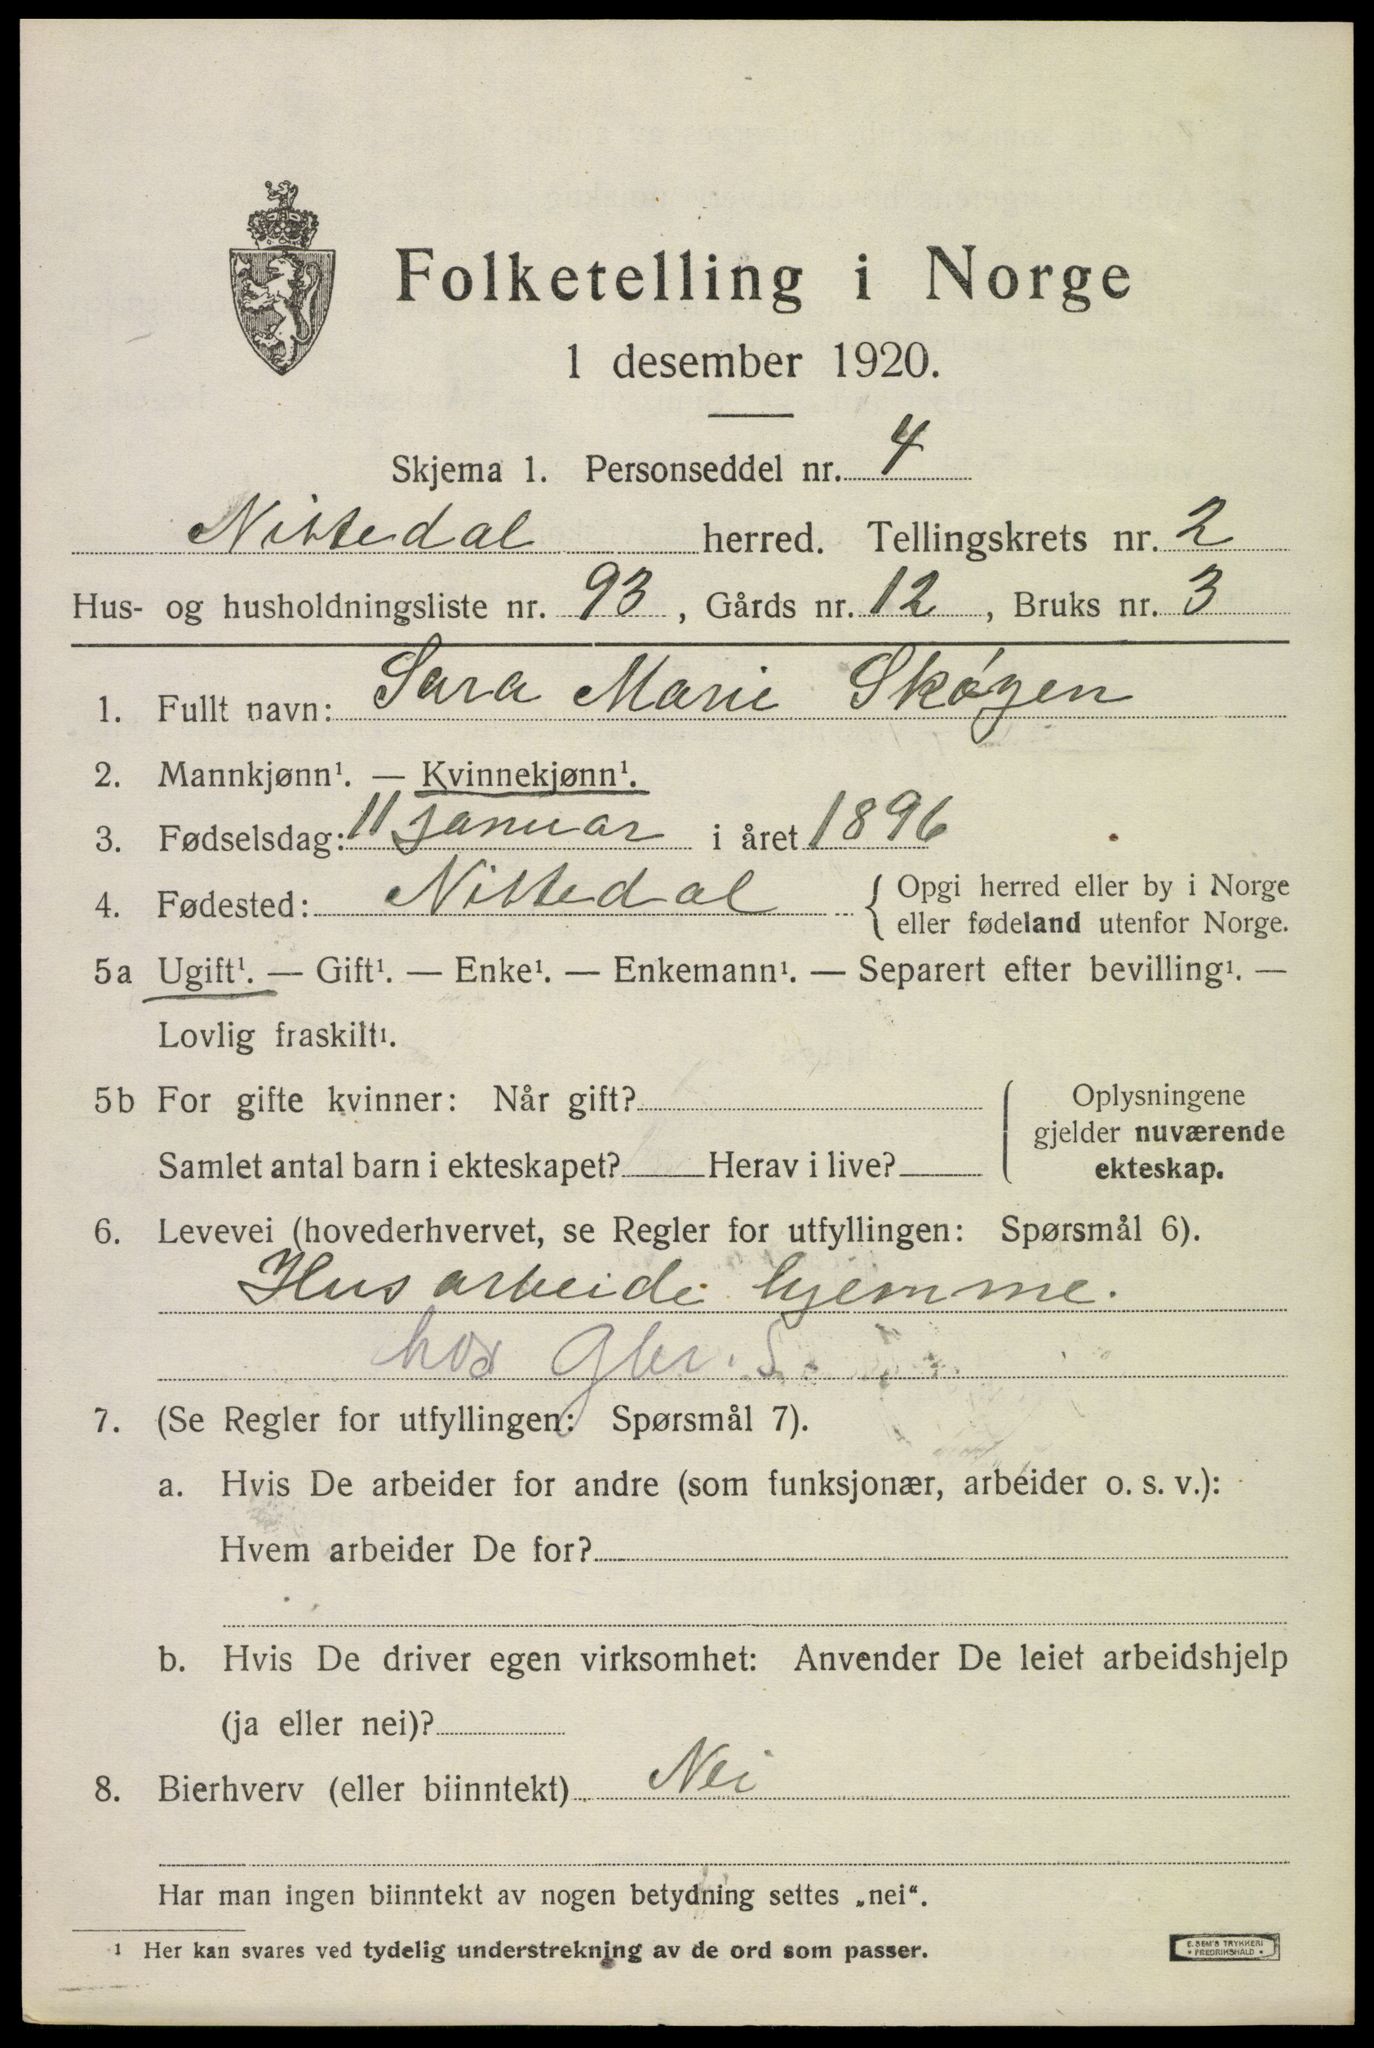 Folketelling i Norge
1 desember 1920.
Skjema 1. Personseddel nr. 4
Nittedal herred. Tellingskrets nr. 2
Hus- og husholdningsliste nr. 93, Gårds nr. 12, Bruks nr. 3
1. Fullt navn: Sara Marie Skøyen
2. Mannkjønn¹. — Kvinnekjønn¹.
3. Fødselsdag: 11 januar i året 1896
4. Fødested: Nittedal { Opgi herred eller by i Norge
eller fødeland utenfor Norge.
5a Ugift¹. — Gift¹. — Enke¹. — Enkemann¹. — Separert efter bevilling¹. —
Lovlig fraskilt¹.
5b For gifte kvinner: Når gift?
Samlet antal barn i ekteskapet? Herav i live?
Oplysningene
gjelder nuværende
ekteskap.
6. Levevei (hovederhvervet, se Regler for utfyllingen: Spørsmål 6).
Husarbeide hjemme.
hos gbr. S.
7. (Se Regler for utfyllingen: Spørsmål 7).
a. Hvis De arbeider for andre (som funksjonær, arbeider o. s. v.):
Hvem arbeider De for?
b. Hvis De driver egen virksomhet: Anvender De leiet arbeidshjelp
(ja eller nei)?
8. Bierhverv (eller biinntekt) Nei
Har man ingen biinntekt av nogen betydning settes „nei“.
¹ Her kan svares ved tydelig understrekning av de ord som passer.
E. SEM'S TRYKKERI
• FREDRIKSHALD •